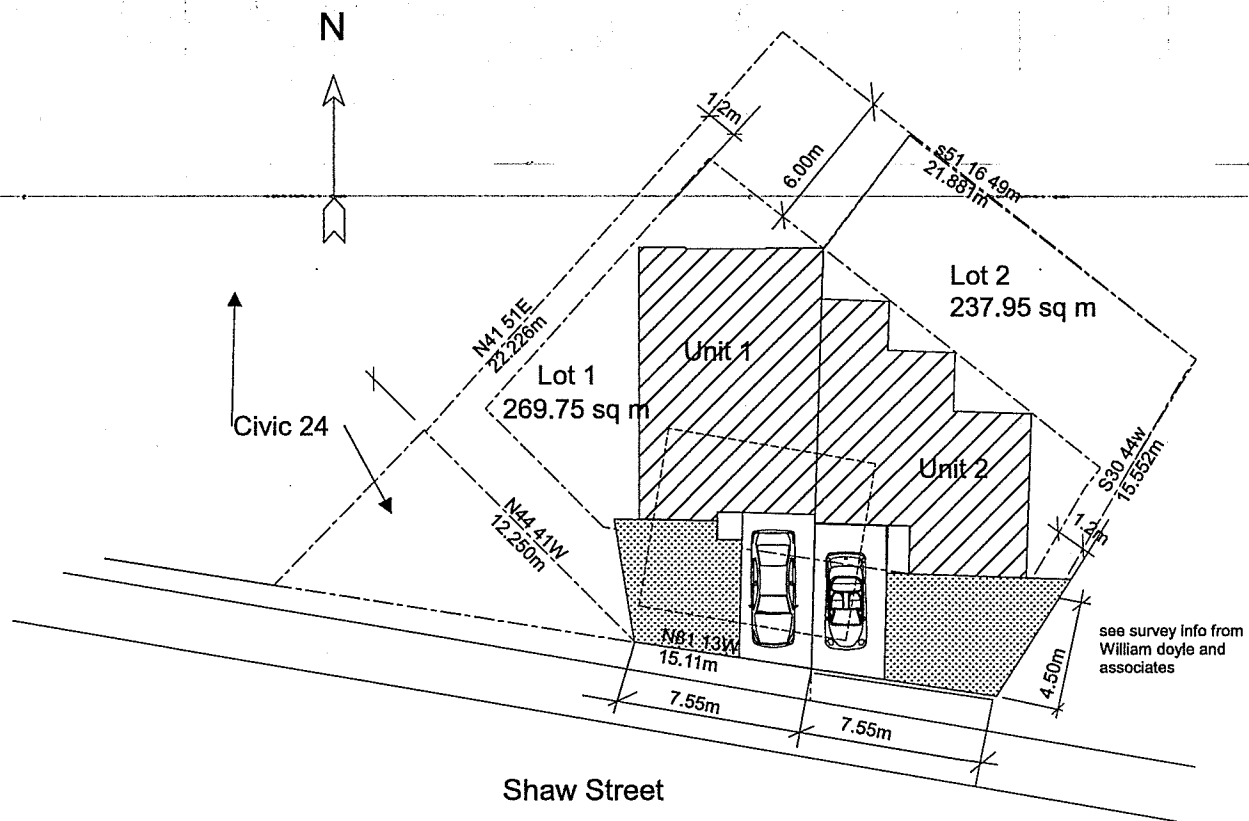 N
1.2m
6.00m
s51 16 49m
21.881m
Lot 2
237.95 sq m
N41 51E
22.226m
Unit 1
Lot 1
269.75 sq m
Civic 24
Unit 2
S30 44W
15.552m
1.2m
N44 41W
12.250m
N81 13W
15.11m
4.50m
see survey info from
William doyle and
associates
7.55m
7.55m
Shaw Street